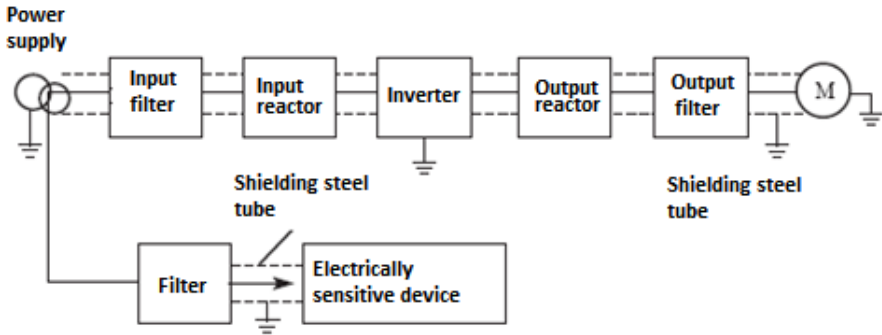 Power
supply
Input
filter
Input
reactor
Inverter
Output
reactor
Output
filter
M
Shielding steel
tube
Shielding steel
tube
Filter
Electrically
sensitive device